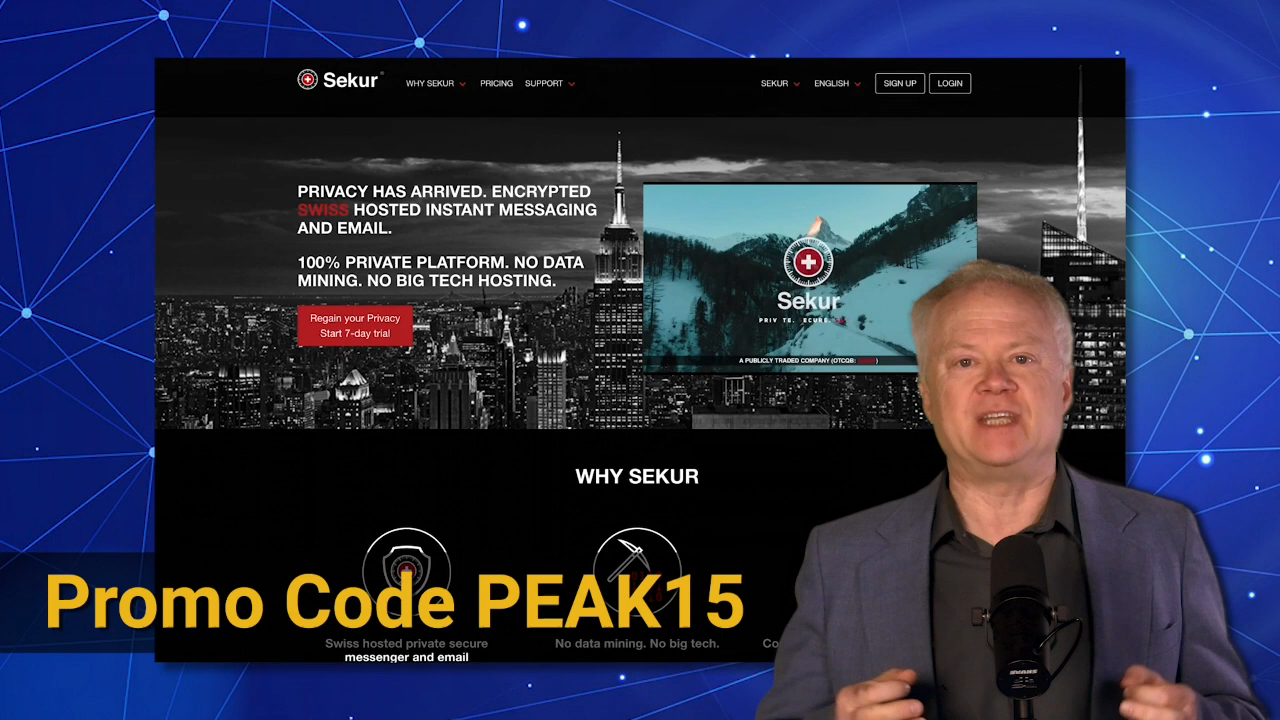 Sekur
WHY SEKUR
PRICING
SUPPORT
SEKUR
ENGLISH
SIGN UP
LOGIN
PRIVACY HAS ARRIVED. ENCRYPTED
SWISS HOSTED INSTANT MESSAGING
AND EMAIL.
100% PRIVATE PLATFORM. NO DATA
MINING. NO BIG TECH HOSTING.
Regain your Privacy
Start 7-day trial
Sekur
A PUBLICLY TRADED COMPANY (OTCQB:
WHY SEKUR
Promo Code PEAK15
Swiss hosted private secure
messenger and email
No data mining. No big tech.